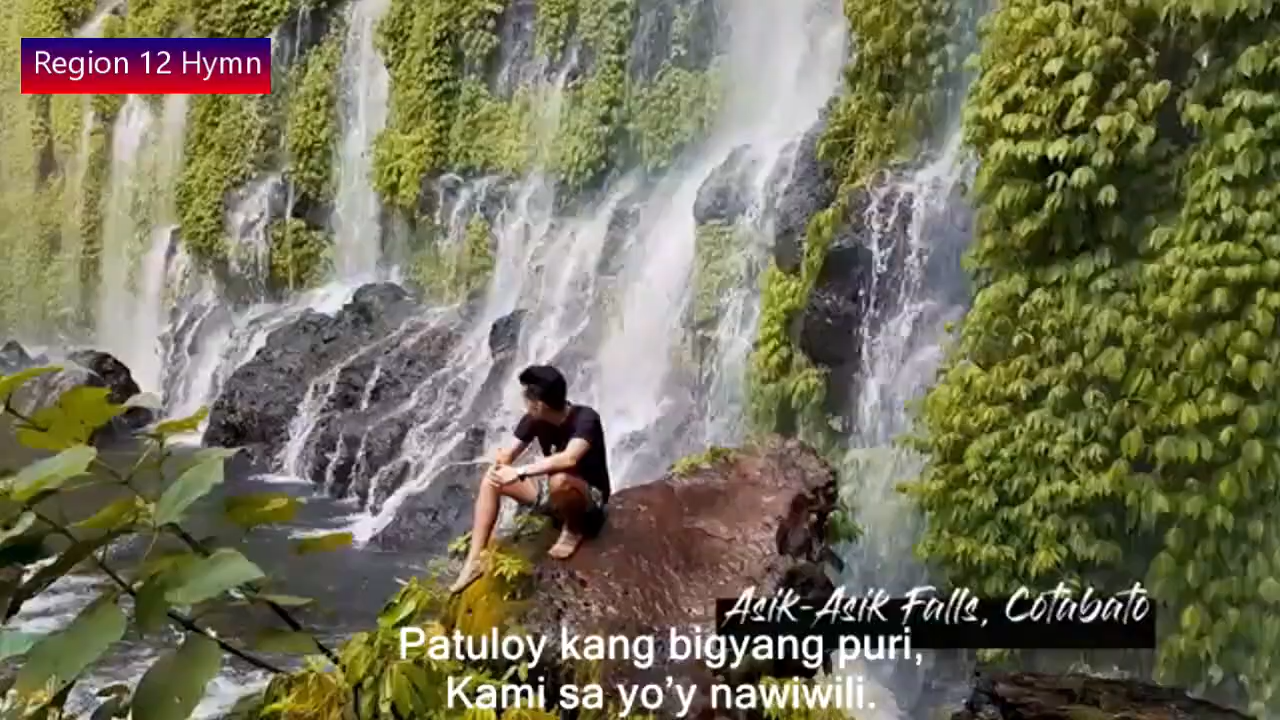 Region 12 Hymn
Asik-Asik Falls, Cotabato
Patuloy kang bigyang puri,
Kami sa yo’y nawiwili.